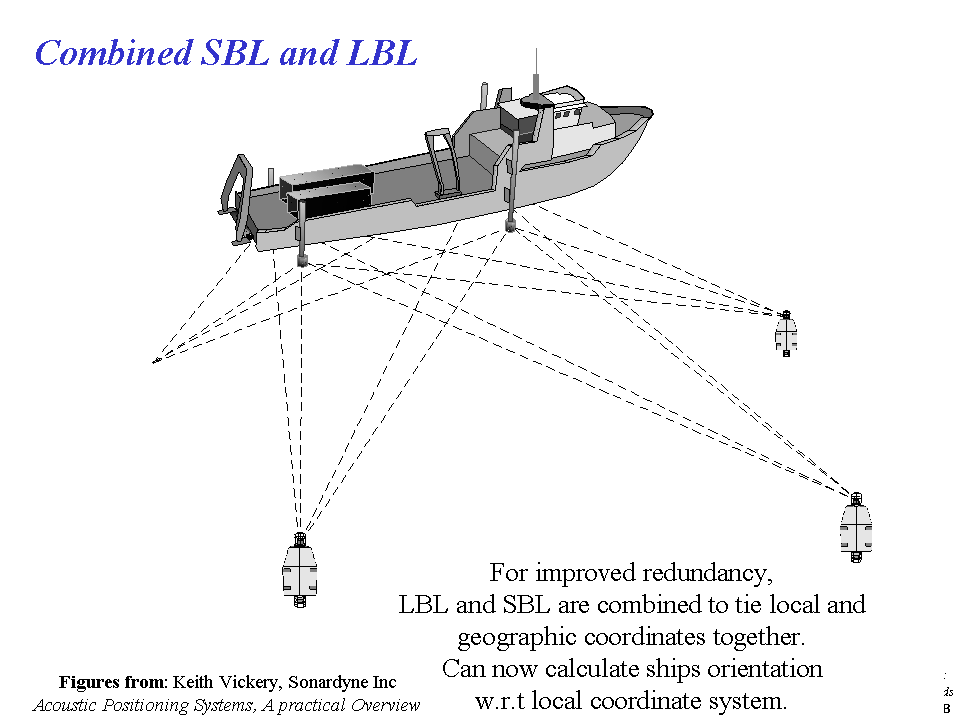 Combined SBL and LBL
For improved redundancy,
LBL and SBL are combined to tie local and
geographic coordinates together.
Can now calculate ships orientation
w.r.t local coordinate system.
Figures from: Keith Vickery, Sonardyne Inc
Acoustic Positioning Systems, A practical Overview
:
ds
B